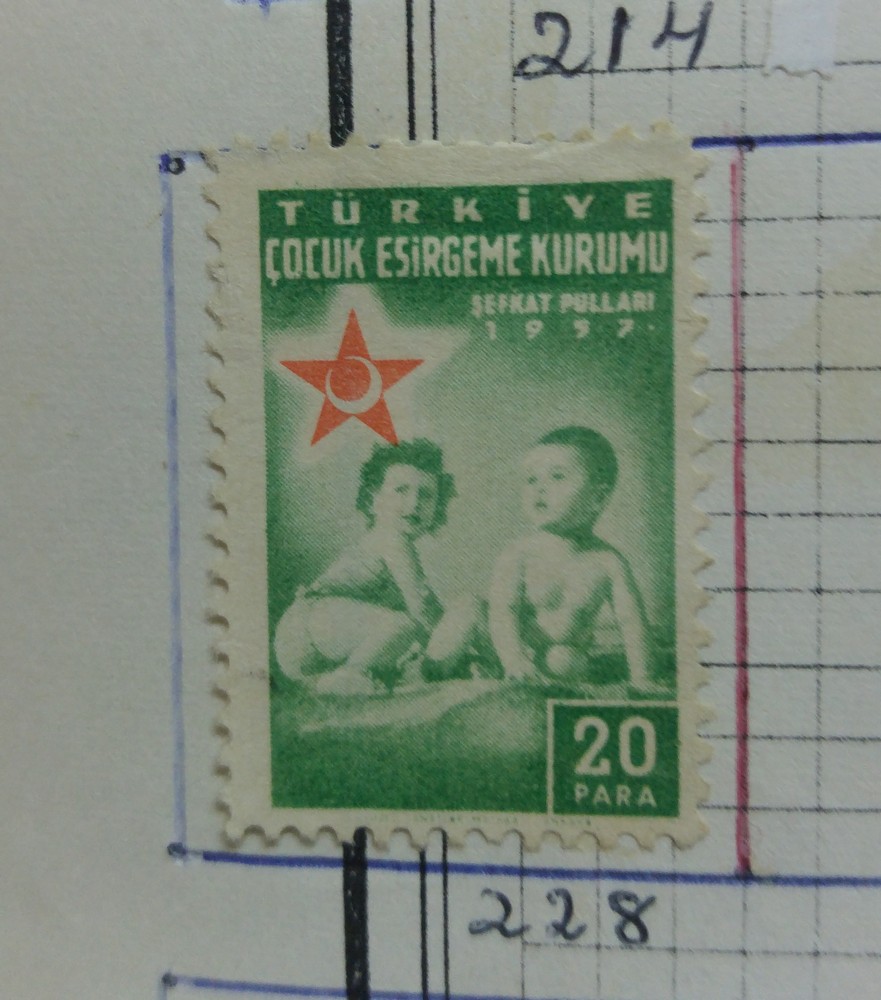 214
TÜRKİYE
ÇOCUK ESİRGEME KURUMU
ŞEFKAT PULLARI
1957
20
PARA
228